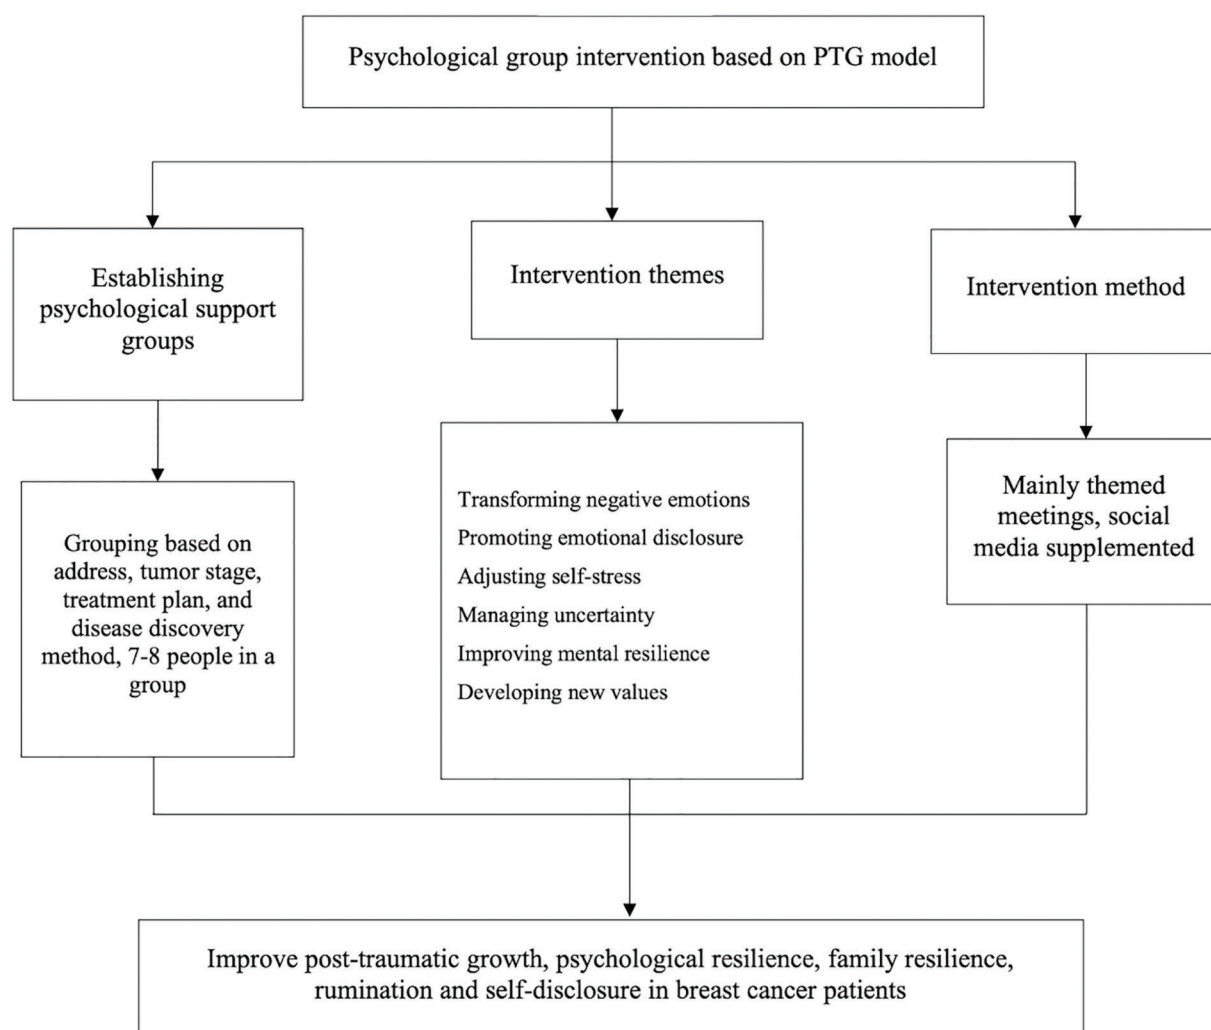 Psychological group intervention based on PTG model
Establishing
psychological support
groups
Intervention themes
Intervention method
Grouping based on
address, tumor stage,
treatment plan, and
disease discovery
method, 7-8 people in a
group
Transforming negative emotions
Promoting emotional disclosure
Adjusting self-stress
Managing uncertainty
Improving mental resilience
Developing new values
Mainly themed
meetings, social
media supplemented
Improve post-traumatic growth, psychological resilience, family resilience,
rumination and self-disclosure in breast cancer patients